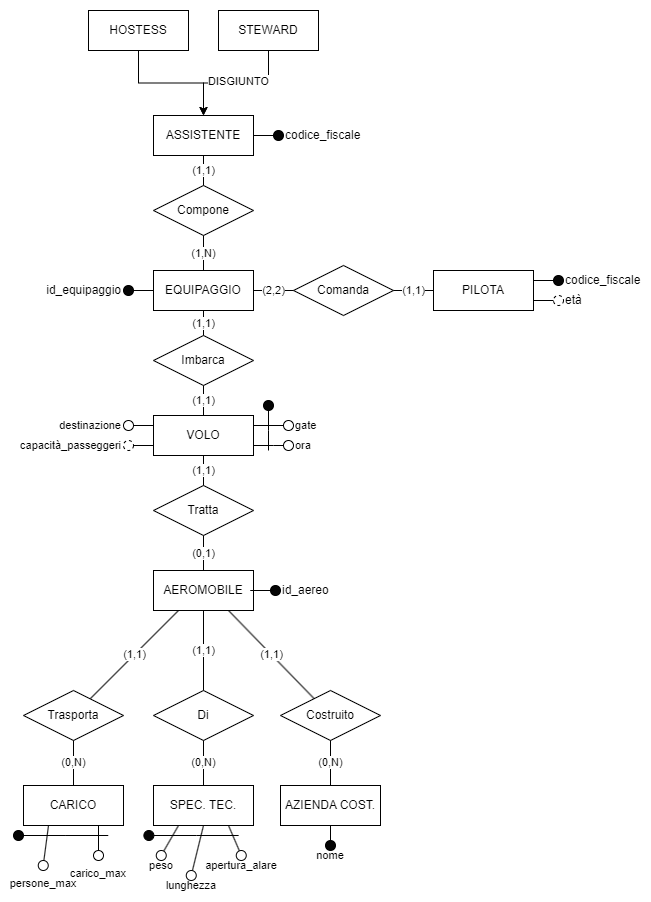 HOSTESS
STEWARD
DISGIUNTO
ASSISTENTE
codice_fiscale
(1,1)
Compone
(1,N)
id_equipaggio
EQUIPAGGIO
(2,2)
Comanda
(1,1)
PILOTA
codice_fiscale
età
(1,1)
Imbarca
(1,1)
destinazione
capacità_passeggeri
VOLO
gate
ora
(1,1)
Tratta
(0,1)
AEROMOBILE
id_aereo
(1,1)
(1,1)
(1,1)
Trasporta
Di
Costruito
(0,N)
(0,N)
(0,N)
CARICO
SPEC. TEC.
AZIENDA COST.
persone_max
carico_max
peso
lunghezza
apertura_alare
nome